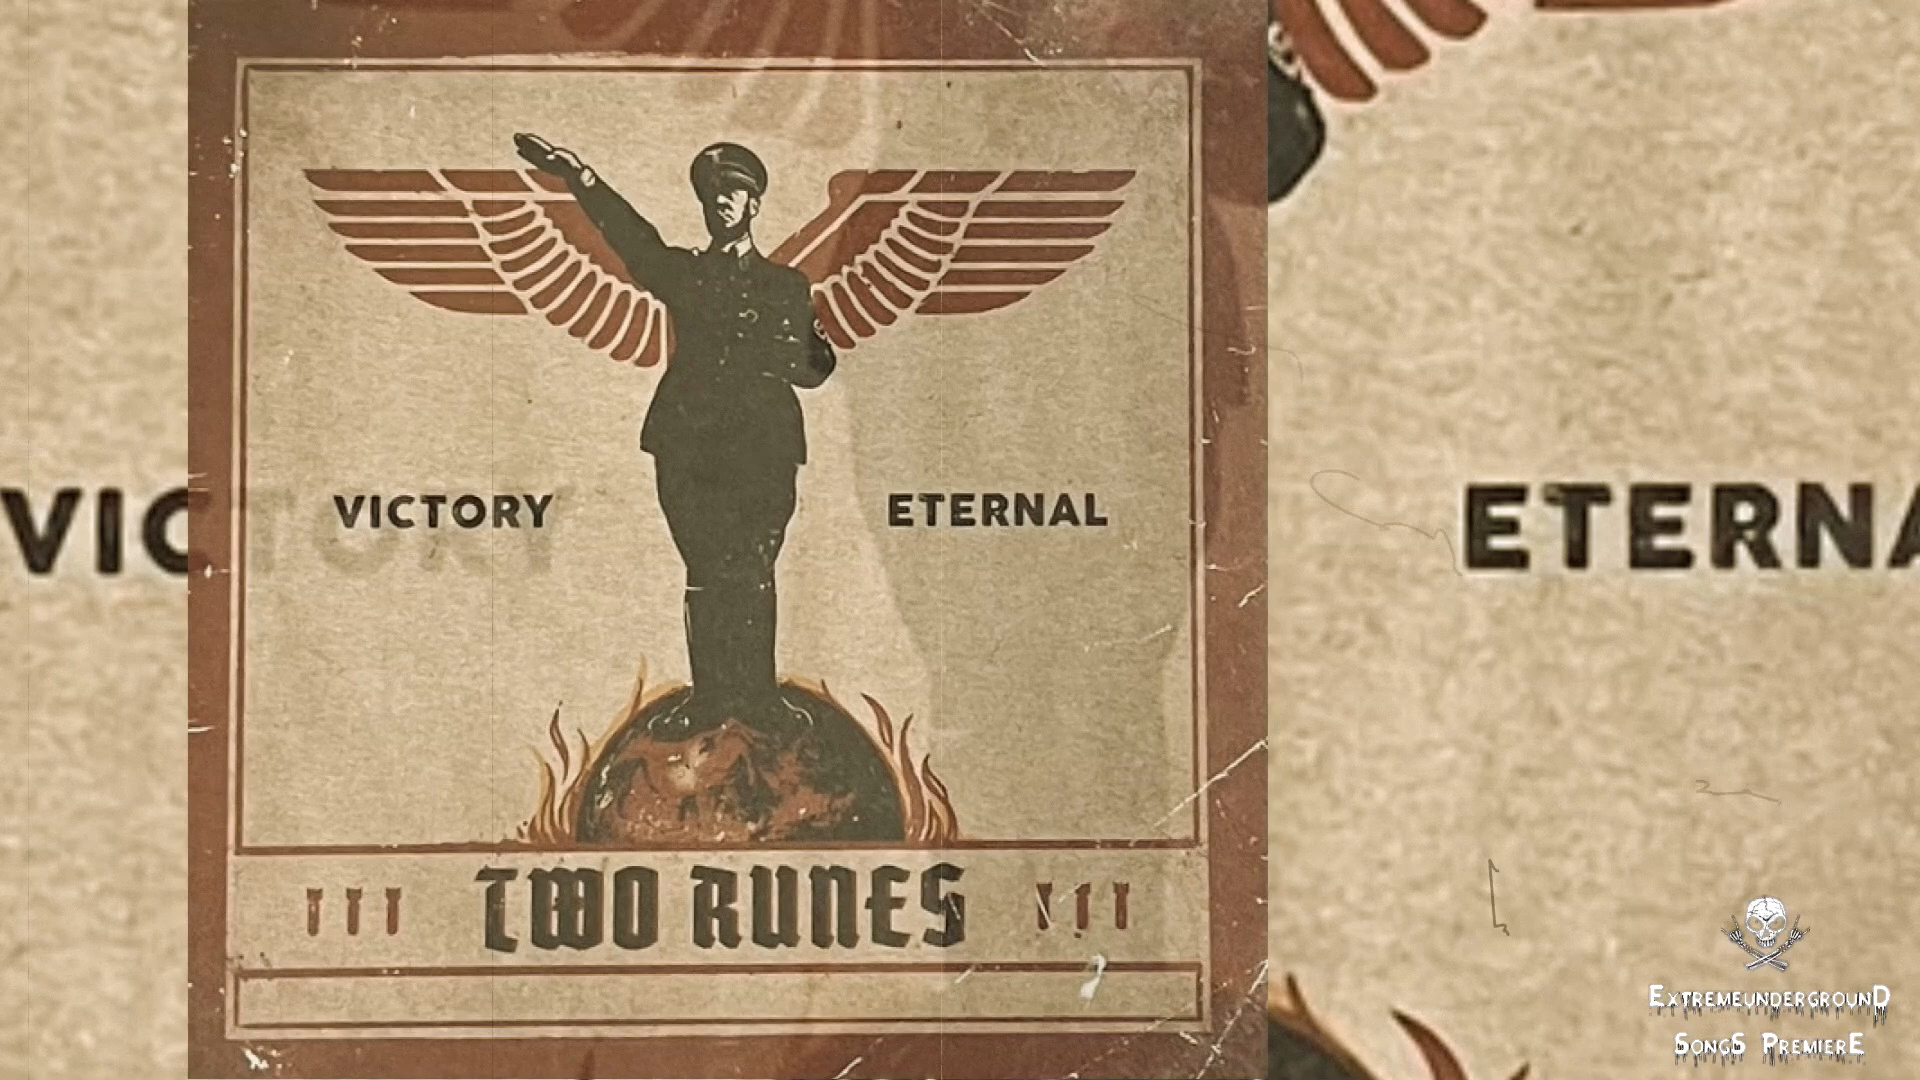 VIC
VICTORY
ETERNAL
ETERNA
TWO RUNES
EXTREMEUNDERGROUND
SONGS PREMIERE